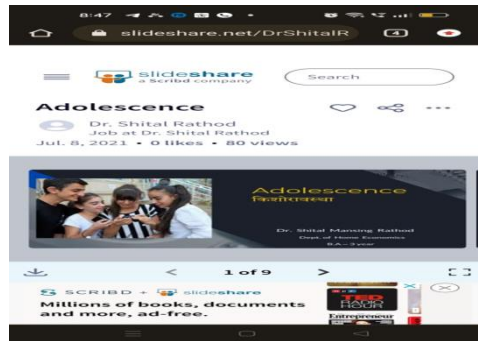 8:47
slideshare.net/DrShitalR
4
slideshare
a Scribd company
Search
Adolescence
Dr. Shital Rathod
Job at Dr. Shital Rathod
Jul. 8, 2021 • 0 likes • 80 views
Adolescence
किशोरावस्था
Dr. Shital Mansing Rathod
Dept. of Home Economics
B.A – 3 year
1 of 9
SCRIBD + slideshare
Millions of books, documents
and more, ad-free.
TED
RADIO
HOUR
Entrepreneur